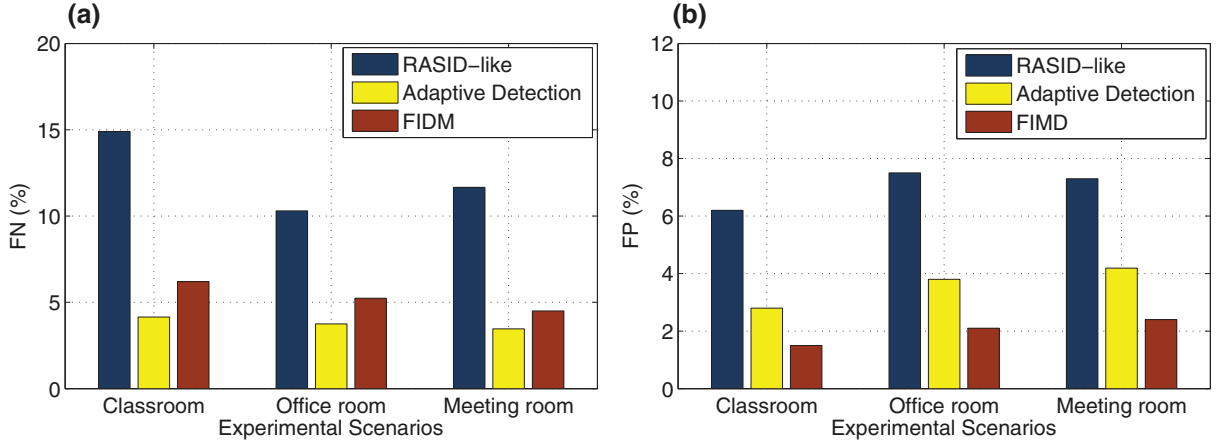 (a)
20
15
10
5
0
FN (%)
RASID-like
Adaptive Detection
FIDM
Classroom Office room Meeting room
Experimental Scenarios
(b)
12
10
8
6
4
2
0
FP (%)
RASID-like
Adaptive Detection
FIMD
Classroom Office room Meeting room
Experimental Scenarios